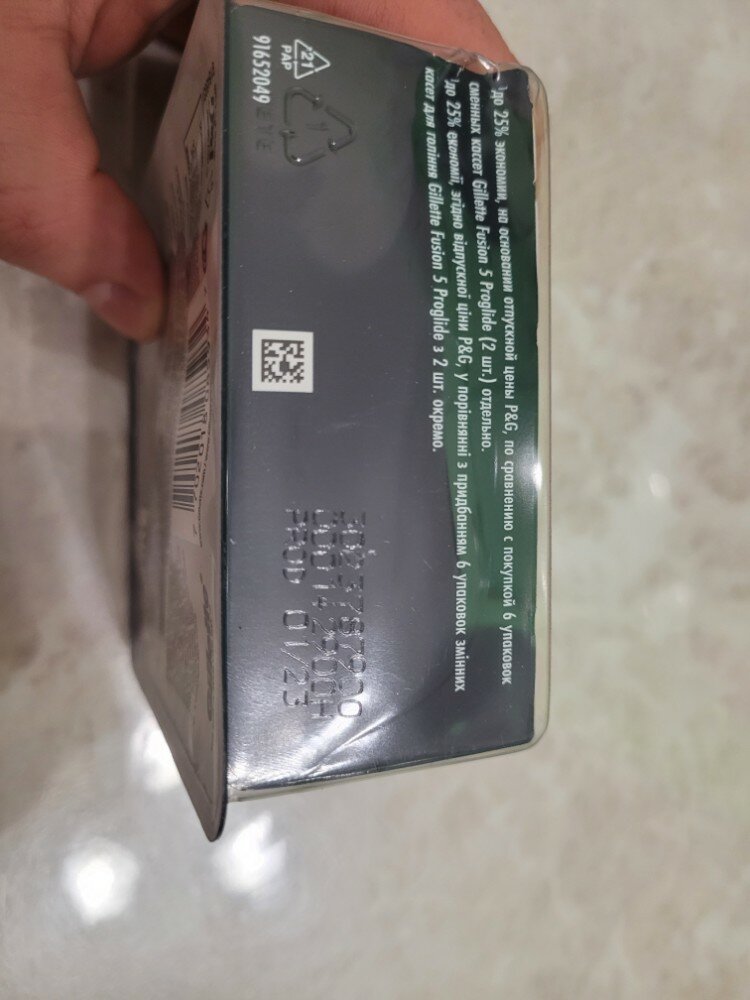 ¹до 25% экономии, на основании отпускной цены P&G, по сравнению с покупкой 6 упаковок
сменных кассет Gillette Fusion 5 Proglide (2 шт.) отдельно.
¹до 25% економії, згідно відпускної ціни P&G, у порівнянні з придбанням 6 упаковок змінних
касет для гоління Gillette Fusion 5 Proglide з 2 шт. окремо.
21
PAP
91652049
PROD 01/23